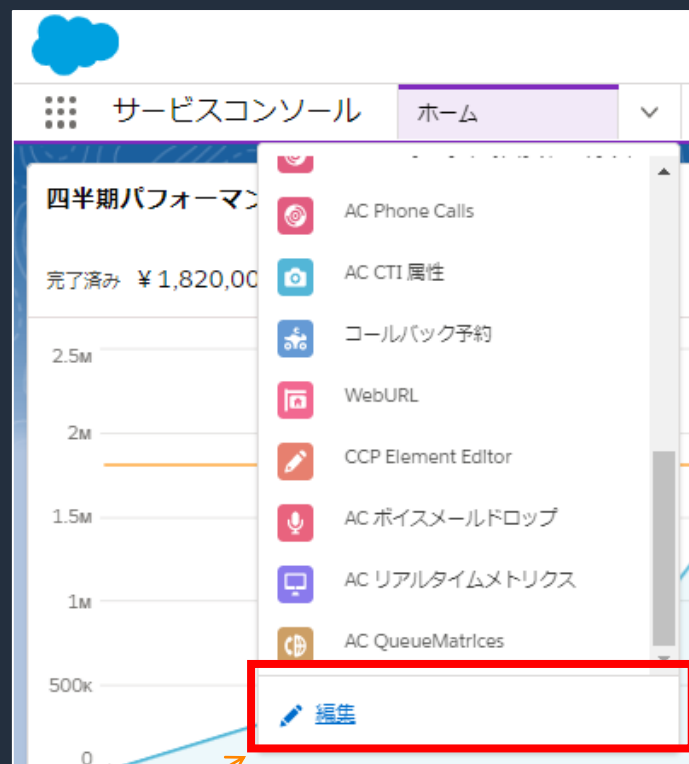 サービスコンソール
ホーム
四半期パフォーマン
完了済み ¥ 1,820,00
2.5M
2M
1.5M
1M
500K
0
AC Phone Calls
AC CTI 属性
コールバック予約
WebURL
CCP Element Editor
AC ボイスメールドロップ
AC リアルタイムメトリクス
AC QueueMatrices
編集